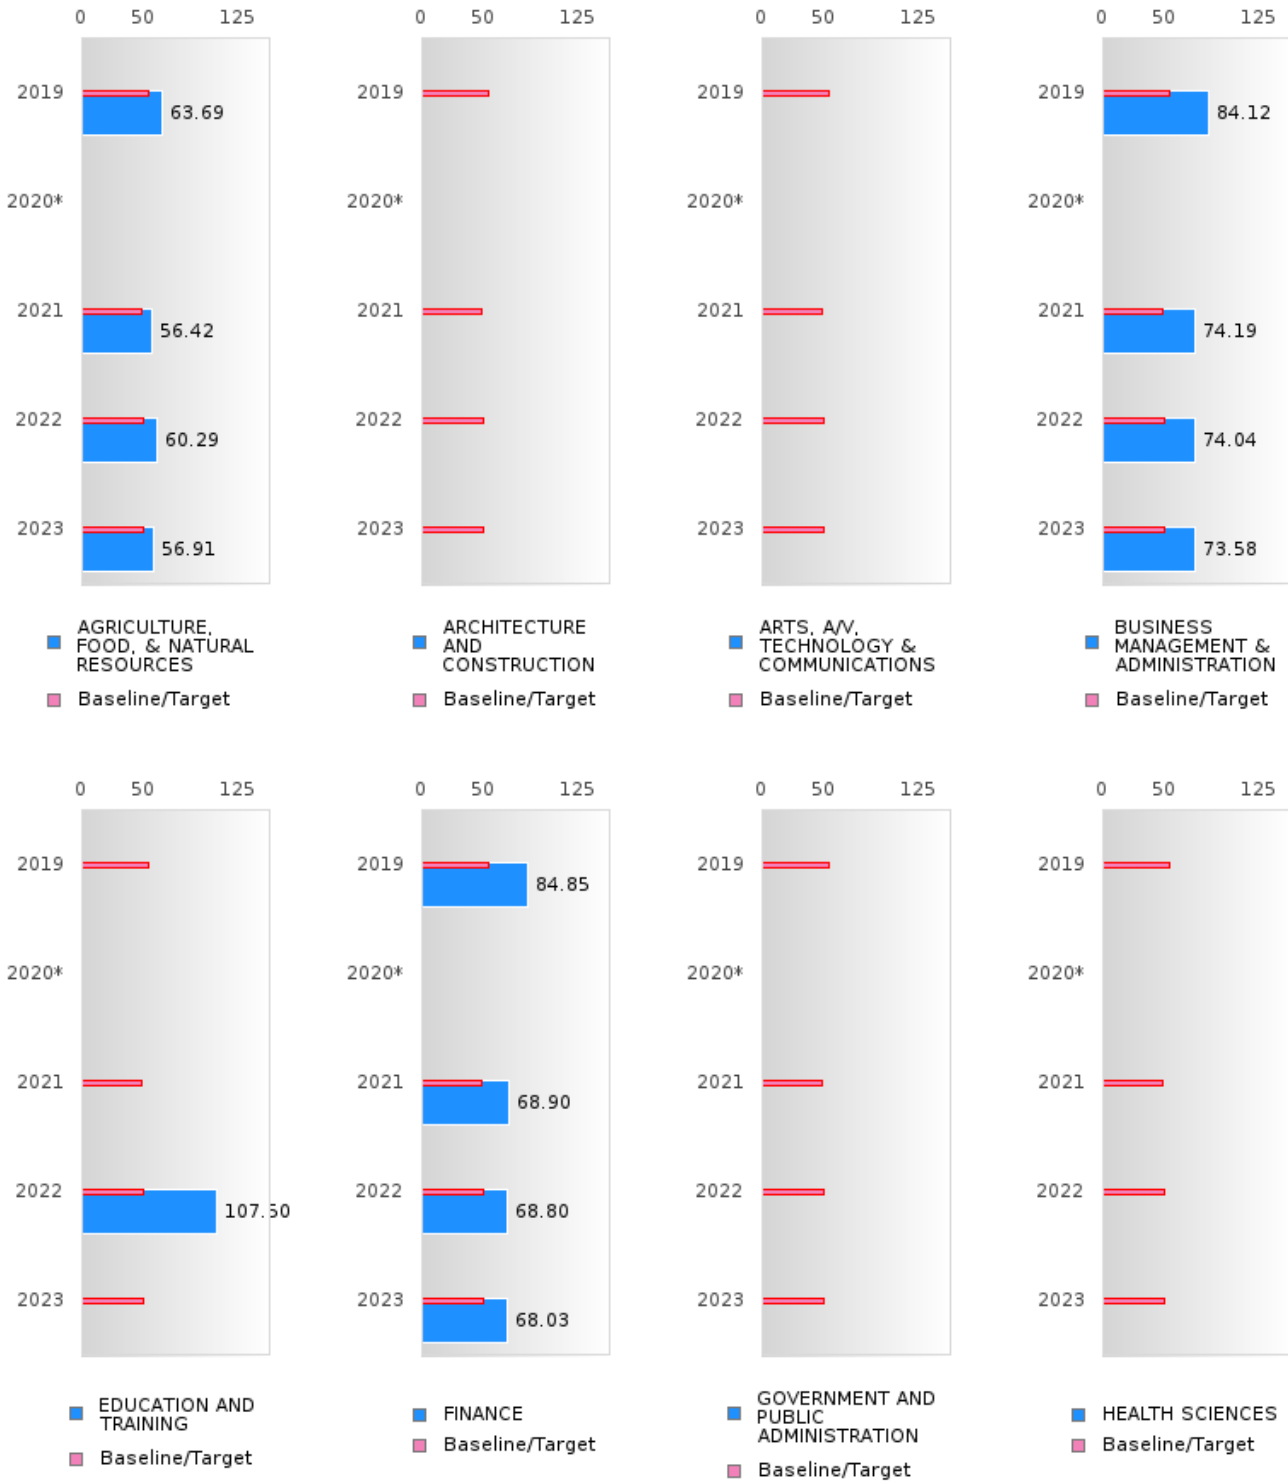 0 50 125
2019
63.69
2020*
2021
56.42
2022
60.29
2023
56.91
AGRICULTURE,
FOOD, & NATURAL
RESOURCES
Baseline/Target
0 50 125
2019
2020*
2021
2022
2023
ARCHITECTURE
AND
CONSTRUCTION
Baseline/Target
0 50 125
2019
2020*
2021
2022
2023
ARTS, A/V,
TECHNOLOGY &
COMMUNICATIONS
Baseline/Target
0 50 125
2019
84.12
2020*
2021
74.19
2022
74.04
2023
73.58
BUSINESS
MANAGEMENT &
ADMINISTRATION
Baseline/Target
0 50 125
2019
2020*
2021
2022
107.50
2023
EDUCATION AND
TRAINING
Baseline/Target
0 50 125
2019
84.85
2020*
2021
68.90
2022
68.80
2023
68.03
FINANCE
Baseline/Target
0 50 125
2019
2020*
2021
2022
2023
GOVERNMENT AND
PUBLIC
ADMINISTRATION
Baseline/Target
0 50 125
2019
2020*
2021
2022
2023
HEALTH SCIENCES
Baseline/Target